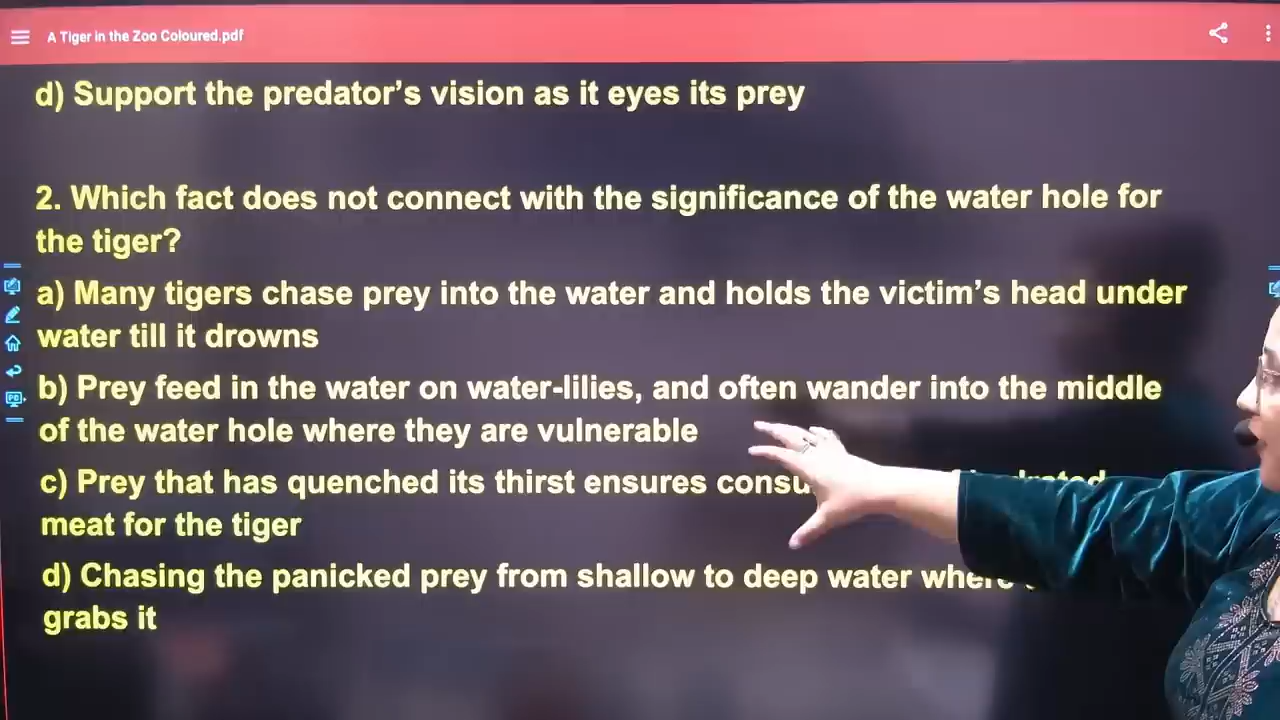 A Tiger in the Zoo Coloured.pdf
d) Support the predator's vision as it eyes its prey
2. Which fact does not connect with the significance of the water hole for
the tiger?
a) Many tigers chase prey into the water and holds the victim's head under
water till it drowns
b) Prey feed in the water on water-lilies, and often wander into the middle
of the water hole where they are vulnerable
c) Prey that has quenched its thirst ensures
meat for the tiger
d) Chasing the panicked prey from shallow to deep water where
grabs it